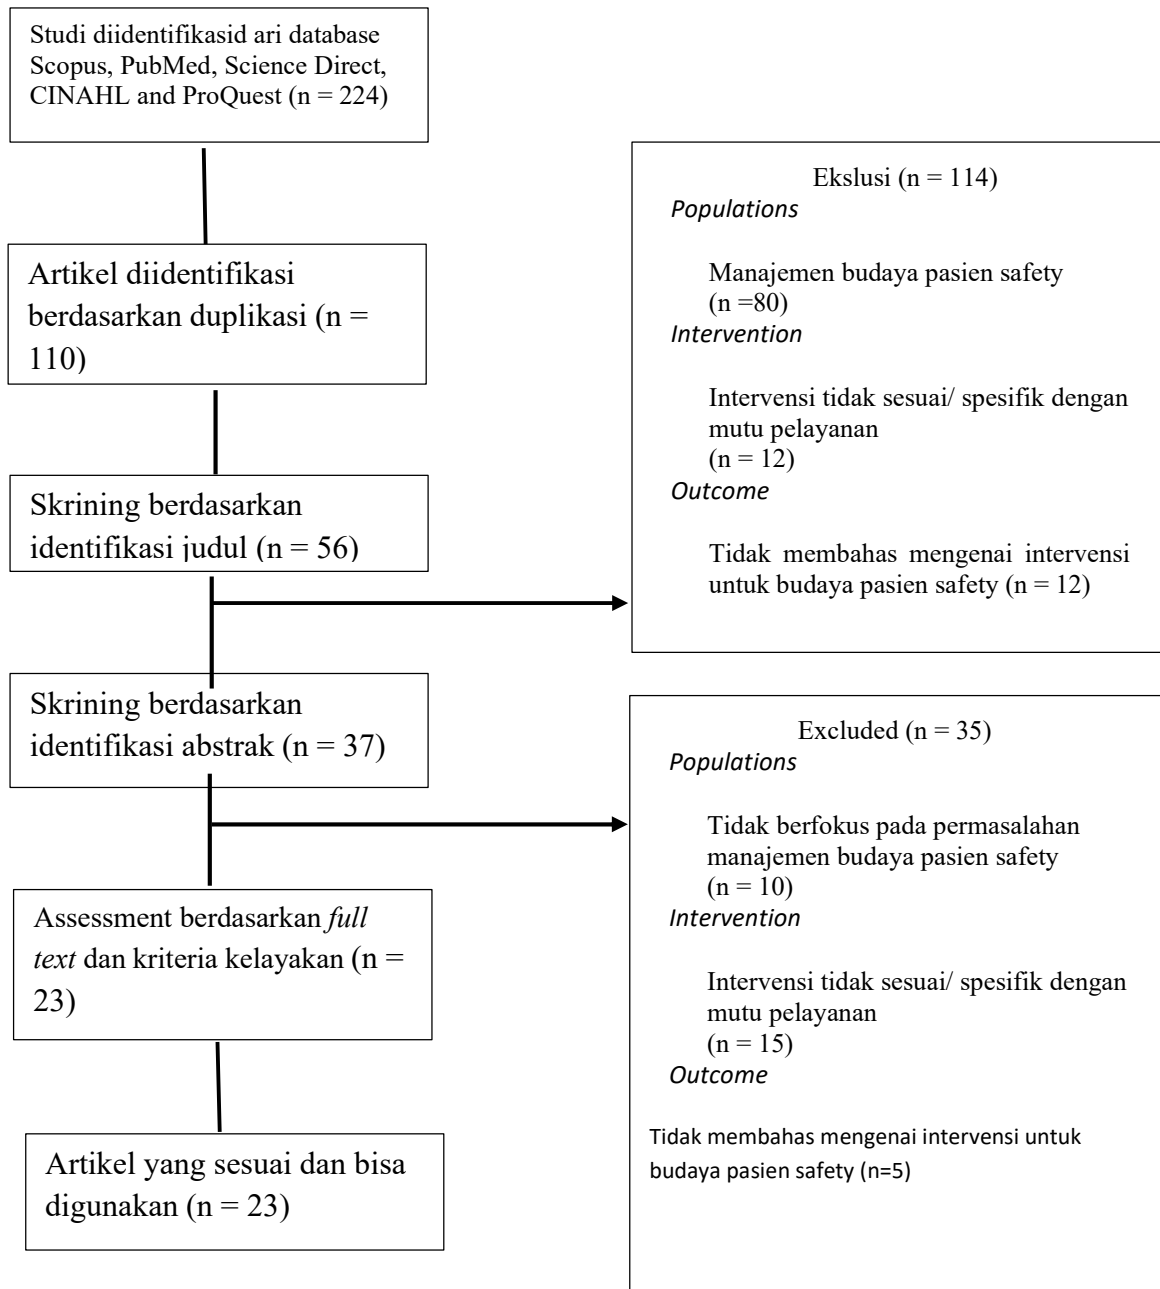 Studi diidentifikasid ari database
Scopus, PubMed, Science Direct,
CINAHL and ProQuest (n = 224)
Artikel diidentifikasi
berdasarkan duplikasi (n =
110)
Skrining berdasarkan
identifikasi judul (n = 56)
Ekslusi (n = 114)
Populations
Manajemen budaya pasien safety
(n =80)
Intervention
Intervensi tidak sesuai/ spesifik dengan
mutu pelayanan
(n = 12)
Outcome
Tidak membahas mengenai intervensi
untuk budaya pasien safety (n = 12)
Skrining berdasarkan
identifikasi abstrak (n = 37)
Excluded (n = 35)
Populations
Tidak berfokus pada permasalahan
manajemen budaya pasien safety
(n = 10)
Intervention
Intervensi tidak sesuai/ spesifik dengan
mutu pelayanan
(n = 15)
Outcome
Tidak membahas mengenai intervensi untuk
budaya pasien safety (n=5)
Assessment berdasarkan full
text dan kriteria kelayakan (n =
23)
Artikel yang sesuai dan bisa
digunakan (n = 23)